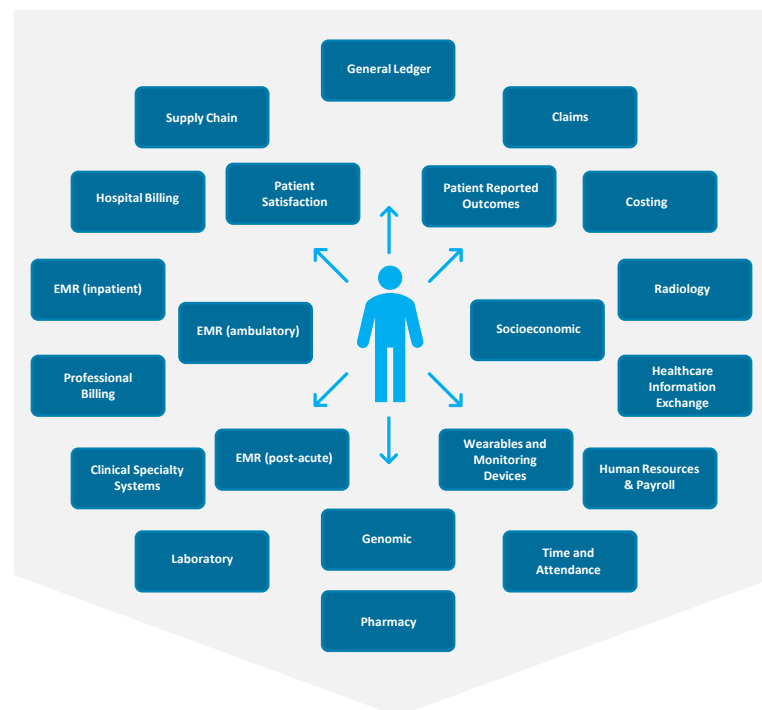 General Ledger
Supply Chain
Claims
Patient
Satisfaction
Patient Reported
Outcomes
Hospital Billing
Costing
EMR (inpatient)
Radiology
EMR (ambulatory)
Socioeconomic
Professional
Billing
Healthcare
Information
Exchange
EMR (post-acute)
Wearables and
Monitoring
Devices
Clinical Specialty
Systems
Human Resources
& Payroll
Genomic
Laboratory
Time and
Attendance
Pharmacy